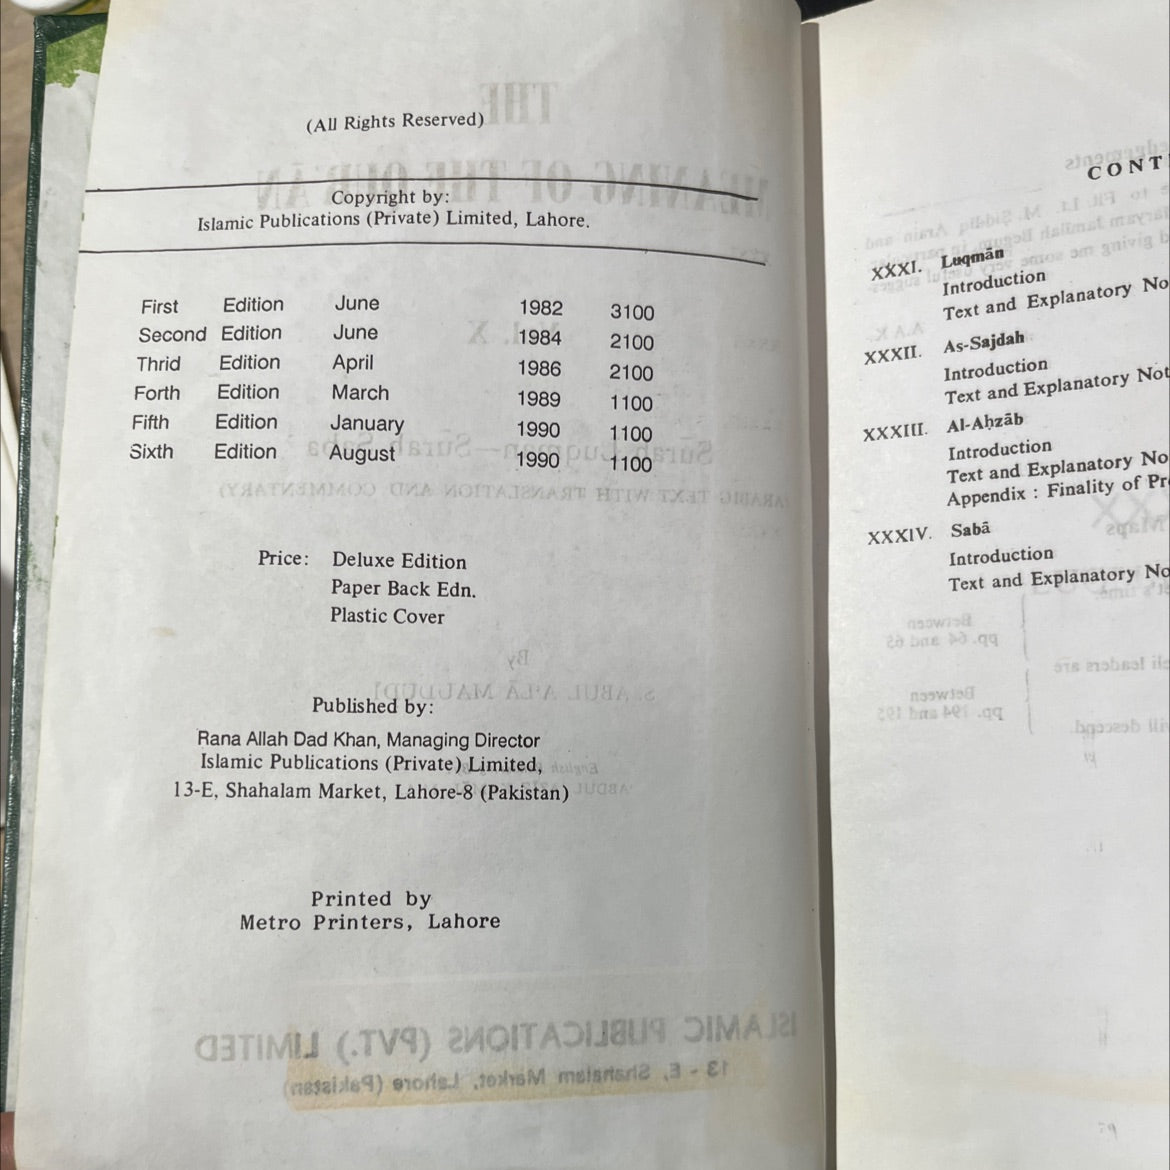 (All Rights Reserved)
Copyright by:
Islamic Publications (Private) Limited, Lahore.
First Edition June 1982 3100
Second Edition June 1984 2100
Thrid Edition April 1986 2100
Forth Edition March 1989 1100
Fifth Edition January 1990 1100
Sixth Edition August 1990 1100
Price: Deluxe Edition
Paper Back Edn.
Plastic Cover
Published by:
Rana Allah Dad Khan, Managing Director
Islamic Publications (Private) Limited,
13-E, Shahalam Market, Lahore-8 (Pakistan)
Printed by
Metro Printers, Lahore
CONT
XXXI. Luqmān
Introduction
Text and Explanatory No
XXXII. As-Sajdah
Introduction
Text and Explanatory Not
XXXIII. Al-Aḥzāb
Introduction
Text and Explanatory No
Appendix : Finality of Pr
XXXIV. Sabā
Introduction
Text and Explanatory No